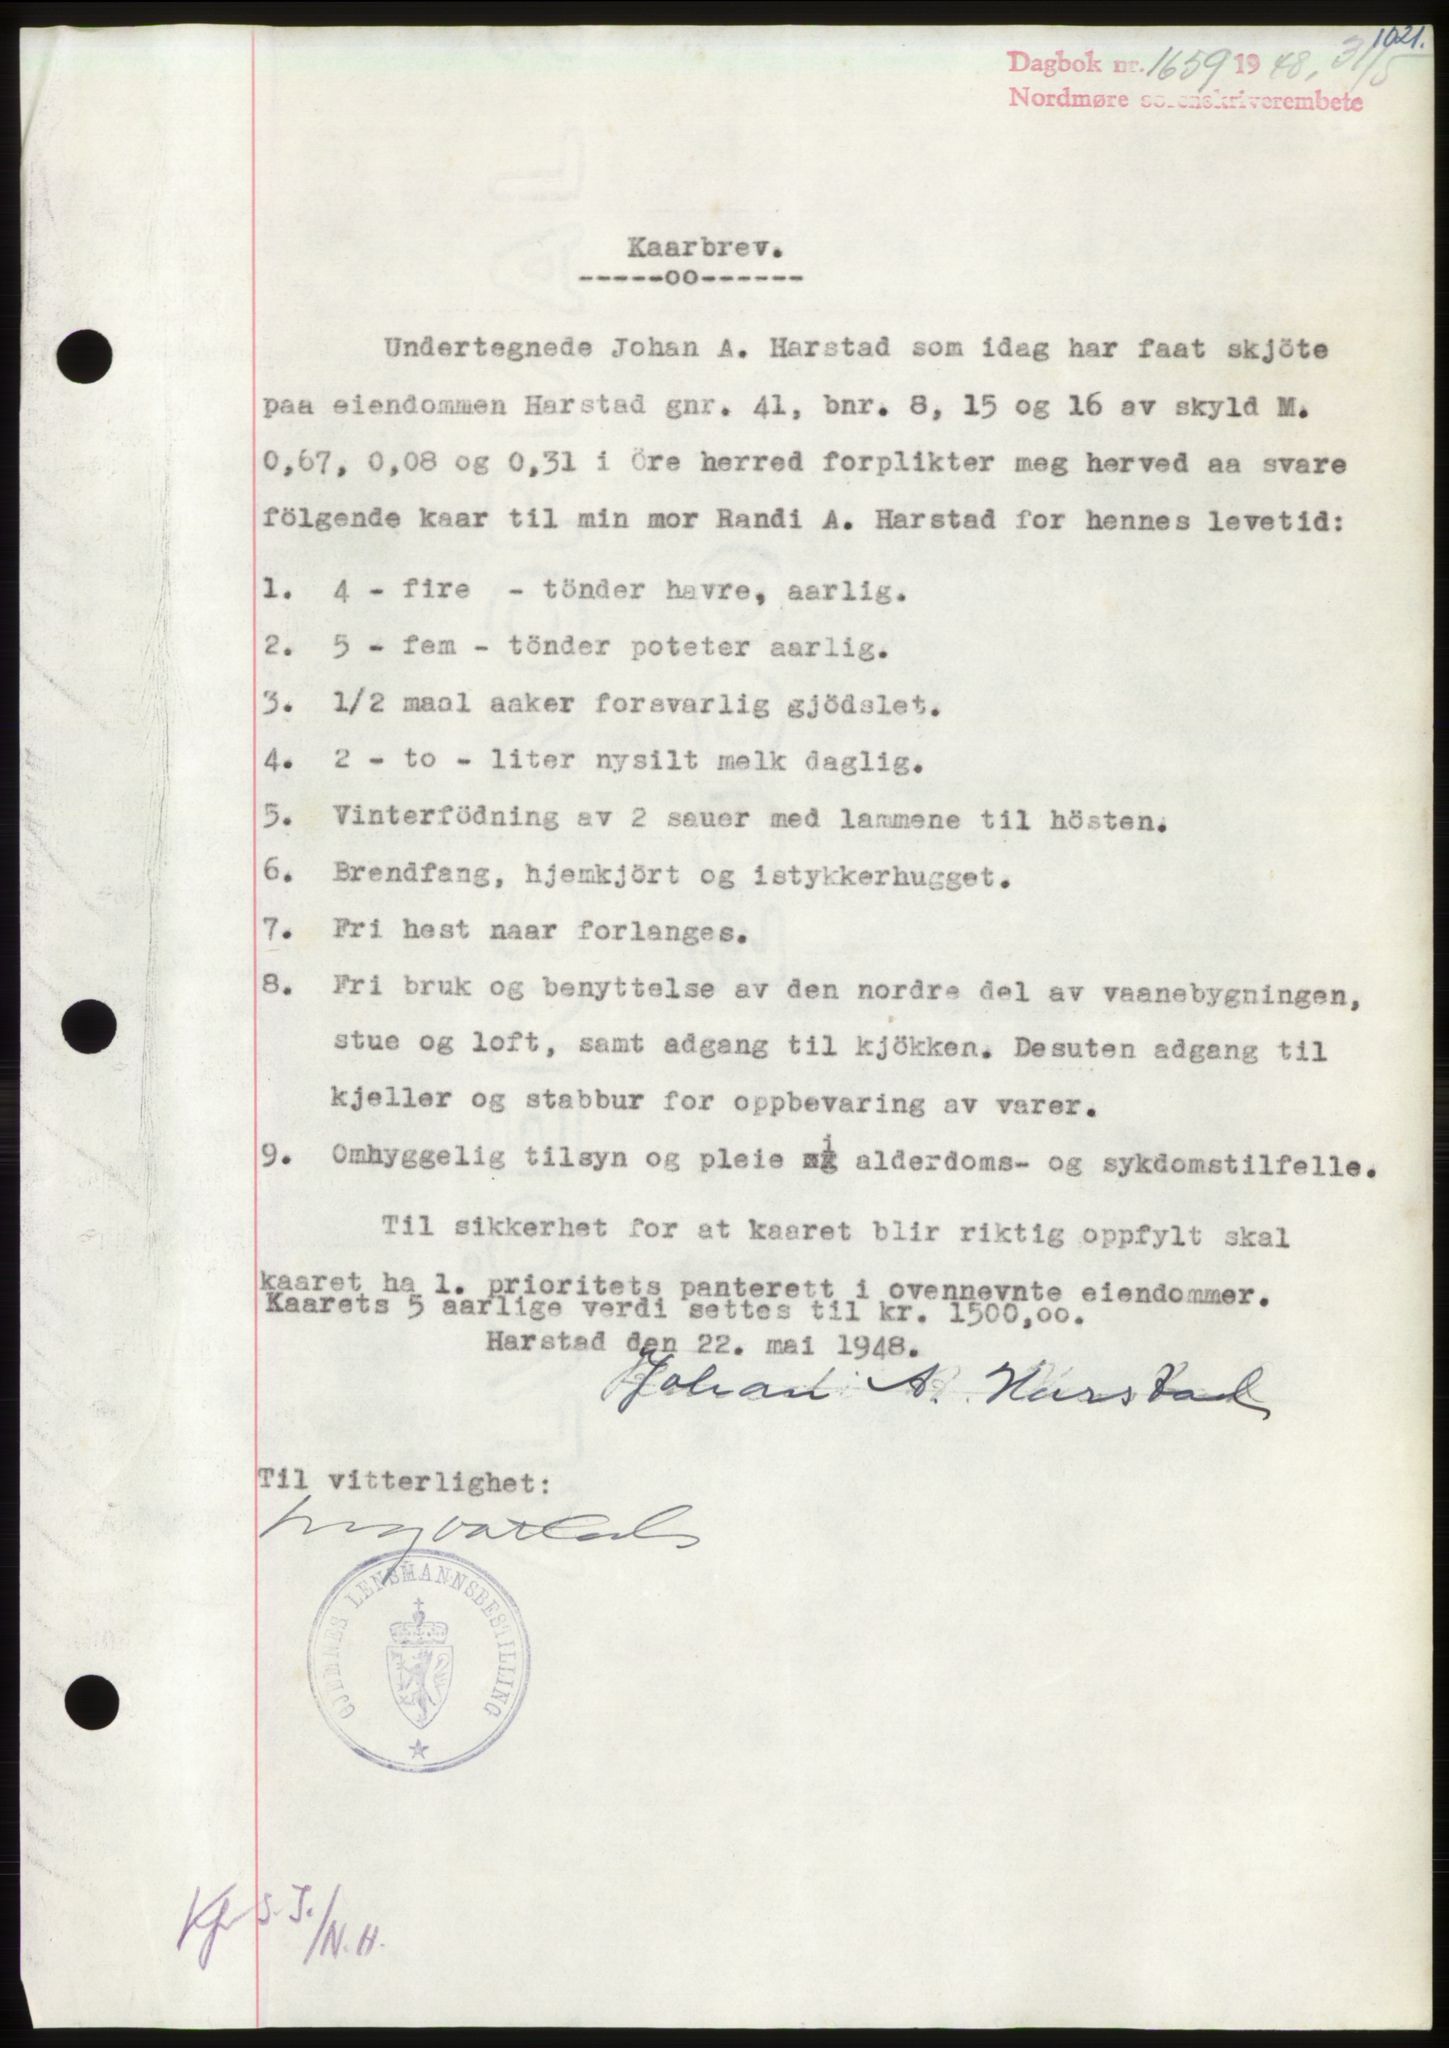 1021.
Dagbok nr. 1659 1948, 31/5
Nordmøre sorenskriverembete
Kaarbrev.
-----oo------
Undertegnede Johan A. Harstad som idag har faat skjöte
paa eiendommen Harstad gnr. 41, bnr. 8, 15 og 16 av skyld M.
0,67, 0,08 og 0,31 i Öre herred forplikter meg herved aa svare
fölgende kaar til min mor Randi A. Harstad for hennes levetid:
1. 4 - fire - tönder havre, aarlig.
2. 5 - fem - tönder poteter aarlig.
3. 1/2 maal aaker forsvarlig gjödslet.
4. 2 - to - liter nysilt melk daglig.
5. Vinterfödning av 2 sauer med lammene til hösten.
6. Brendfang, hjemkjört og istykkerhugget.
7. Fri hest naar forlanges.
8. Fri bruk og benyttelse av den nordre del av vaanebygningen,
stue og loft, samt adgang til kjökken. Desuten adgang til
kjeller og stabbur for oppbevaring av varer.
9. Omhyggelig tilsyn og pleie i alderdoms- og sykdomstilfelle.
Til sikkerhet for at kaaret blir riktig oppfylt skal
kaaret ha 1. prioritets panterett i ovennevnte eiendommer.
Kaarets 5 aarlige verdi settes til kr. 1500,oo.
Harstad den 22. mai 1948.
Johan A. Harstad
Til vitterlighet:
GJEMNES LENSMANNSBESTILLING
S. J./N. H.